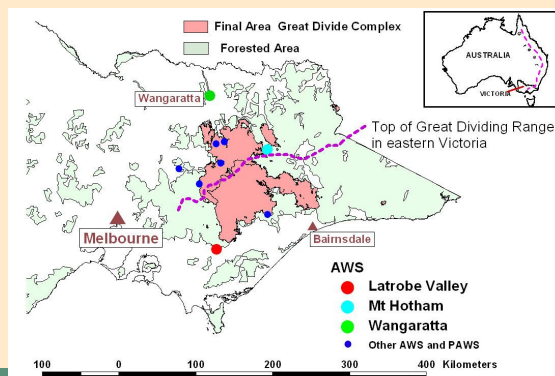 Final Area  Great Divide Complex
Forested Area
AUSTRALIA
VICTORIA
Wangaratta
Top of Great Dividing Range
in eastern Victoria
Melbourne
Bairnsdale
AWS
Latrobe Valley
Mt Hotham
Wangaratta
Other AWS and PAWS
100 0 100 200 300 400 Kilometers